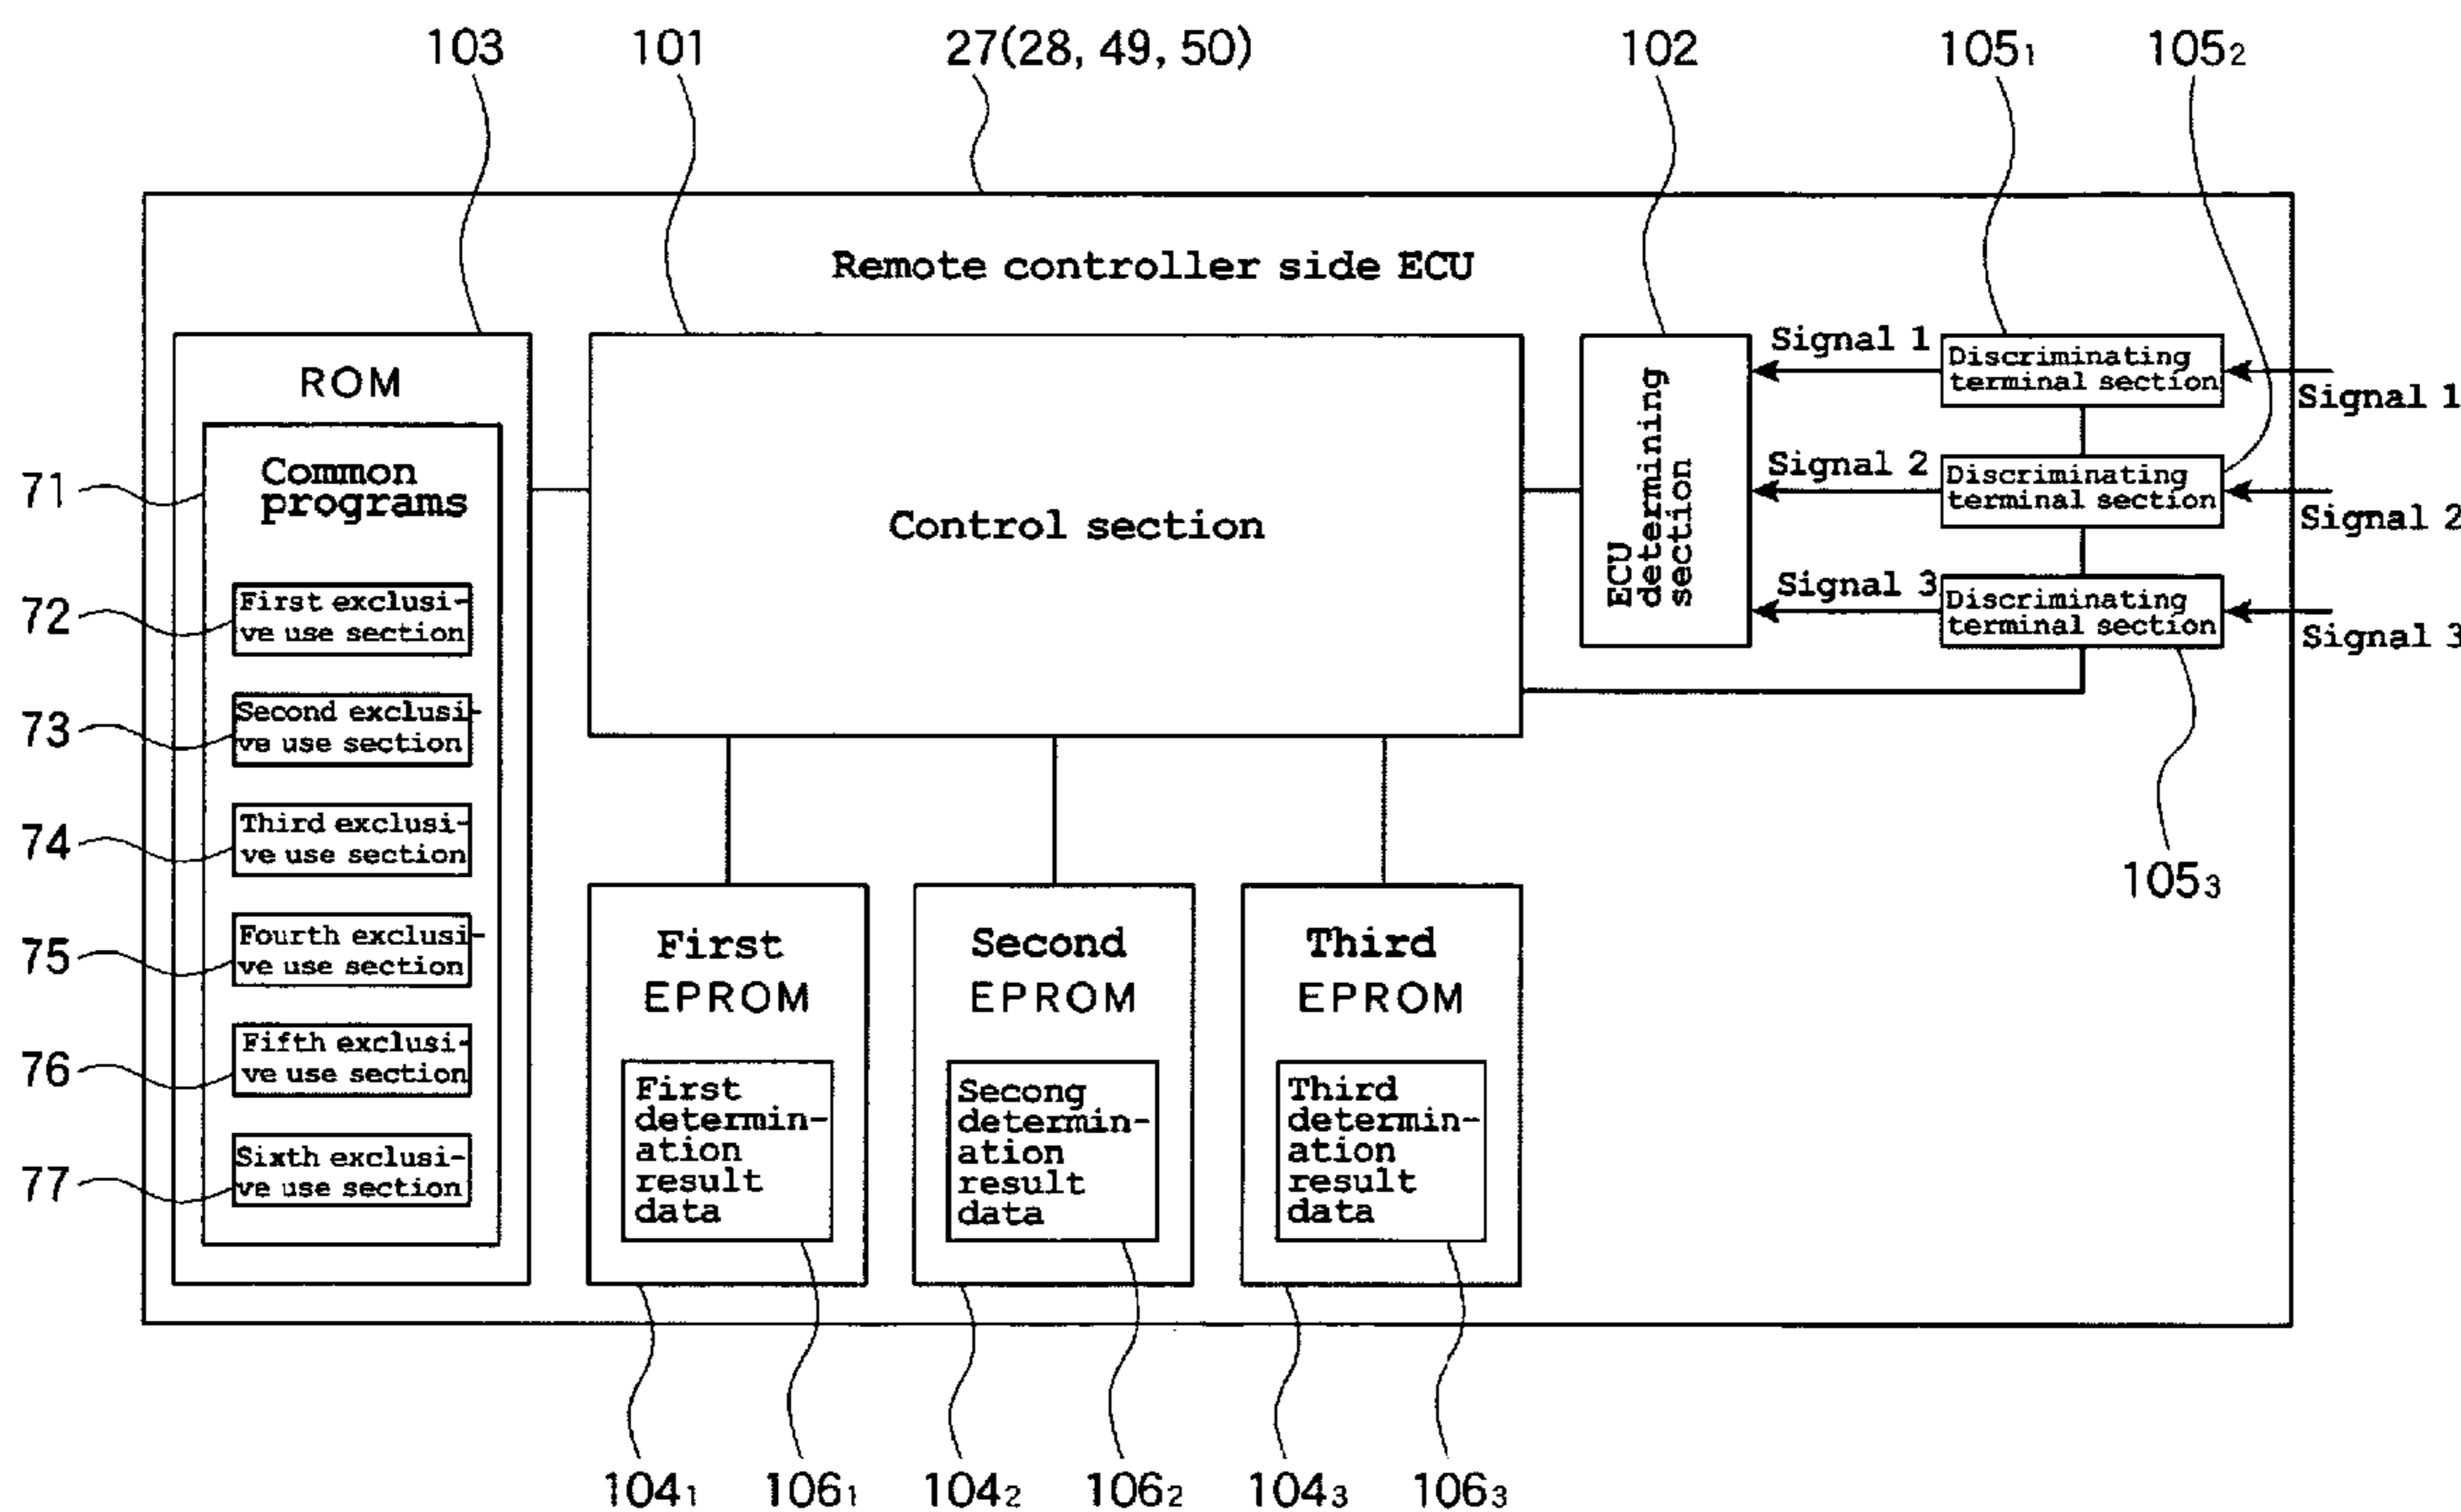 103
101
27(28, 49, 50)
102
105₁
105₂
Remote controller side ECU
ROM
71
Common
programs
72
First exclusi-
ve use section
73
Second exclusi-
ve use section
74
Third exclusi-
ve use section
75
Fourth exclusi-
ve use section
76
Fifth exclusi-
ve use section
77
Sixth exclusi-
ve use section
Control section
ECU
determining
section
Signal 1
Discriminating
terminal section
Signal 1
Signal 2
Discriminating
terminal section
Signal 2
Signal 3
Discriminating
terminal section
Signal 3
105₃
First
EPROM
First
determin-
ation
result
data
Second
EPROM
Secong
determin-
ation
result
data
Third
EPROM
Third
determin-
ation
result
data
104₁
106₁
104₂
106₂
104₃
106₃